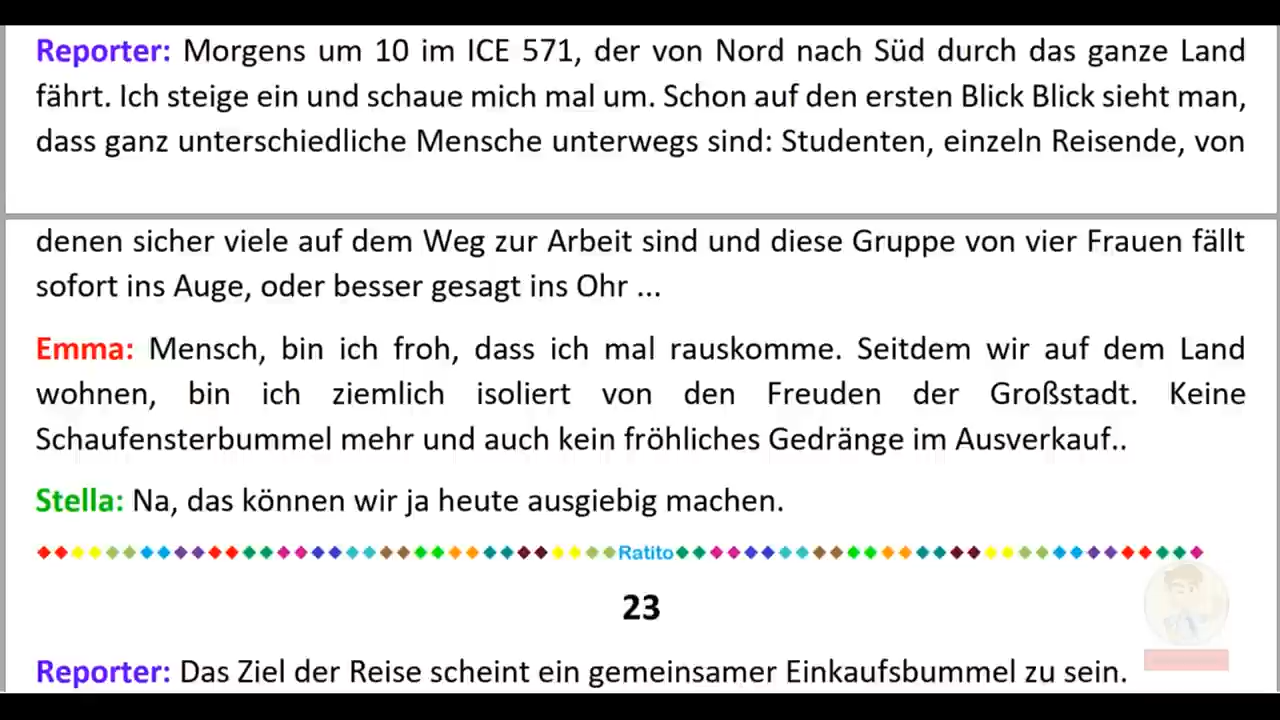 Reporter: Morgens um 10 im ICE 571, der von Nord nach Süd durch das ganze Land
fährt. Ich steige ein und schaue mich mal um. Schon auf den ersten Blick Blick sieht man,
dass ganz unterschiedliche Mensche unterwegs sind: Studenten, einzeln Reisende, von
denen sicher viele auf dem Weg zur Arbeit sind und diese Gruppe von vier Frauen fällt
sofort ins Auge, oder besser gesagt ins Ohr ...
Emma: Mensch, bin ich froh, dass ich mal rauskomme. Seitdem wir auf dem Land
wohnen, bin ich ziemlich isoliert von den Freuden der Großstadt. Keine
Schaufensterbummel mehr und auch kein fröhliches Gedränge im Ausverkauf..
Stella: Na, das können wir ja heute ausgiebig machen.
Ratito
23
Reporter: Das Ziel der Reise scheint ein gemeinsamer Einkaufsbummel zu sein.